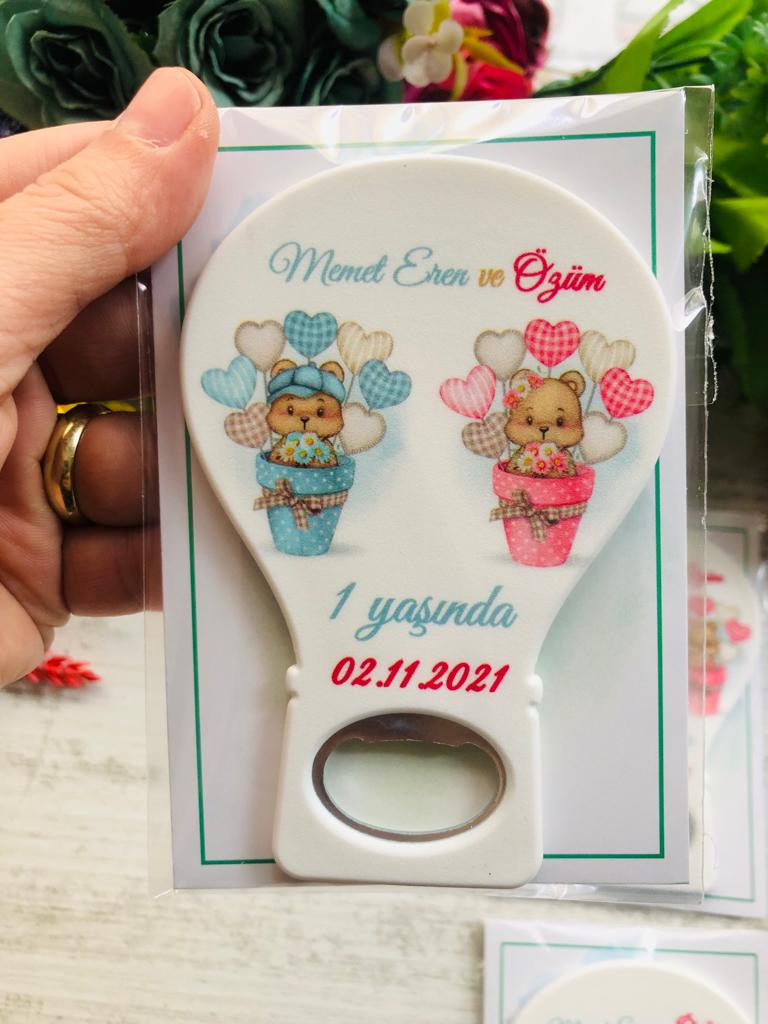 Memet Eren ve Özüm
1 yaşında
02.11.2021